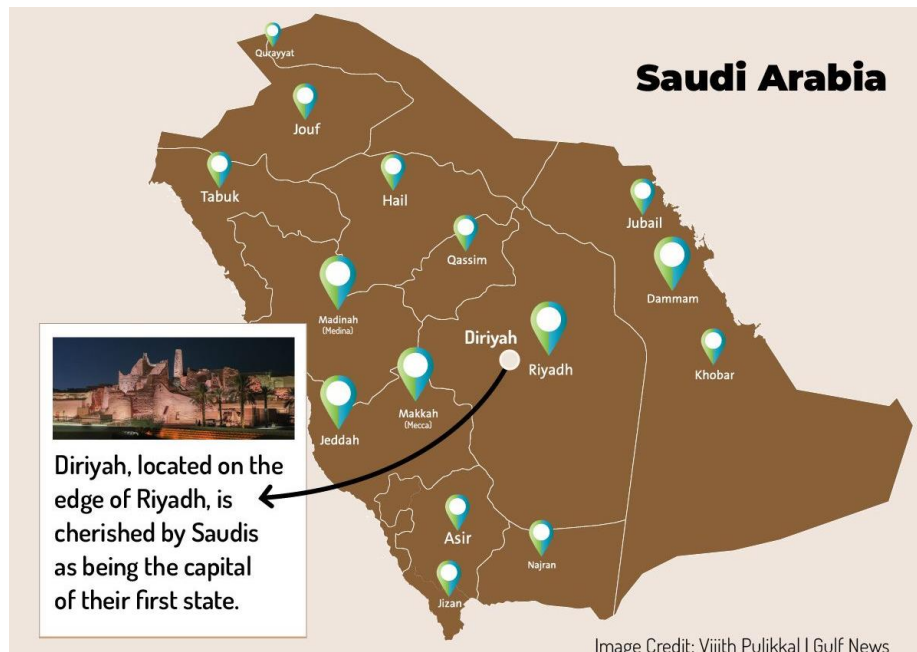 Saudi Arabia
Qurayyat
Jouf
Tabuk
Hail
Jubail
Qassim
Dammam
Madinah
(Medina)
Diriyah
Riyadh
Khobar
Makkah
(Mecca)
Jeddah
Diriyah, located on the
edge of Riyadh, is
cherished by Saudis
as being the capital
of their first state.
Asir
Najran
Jizan
Image Credit: Vijith Pulikkal | Gulf News